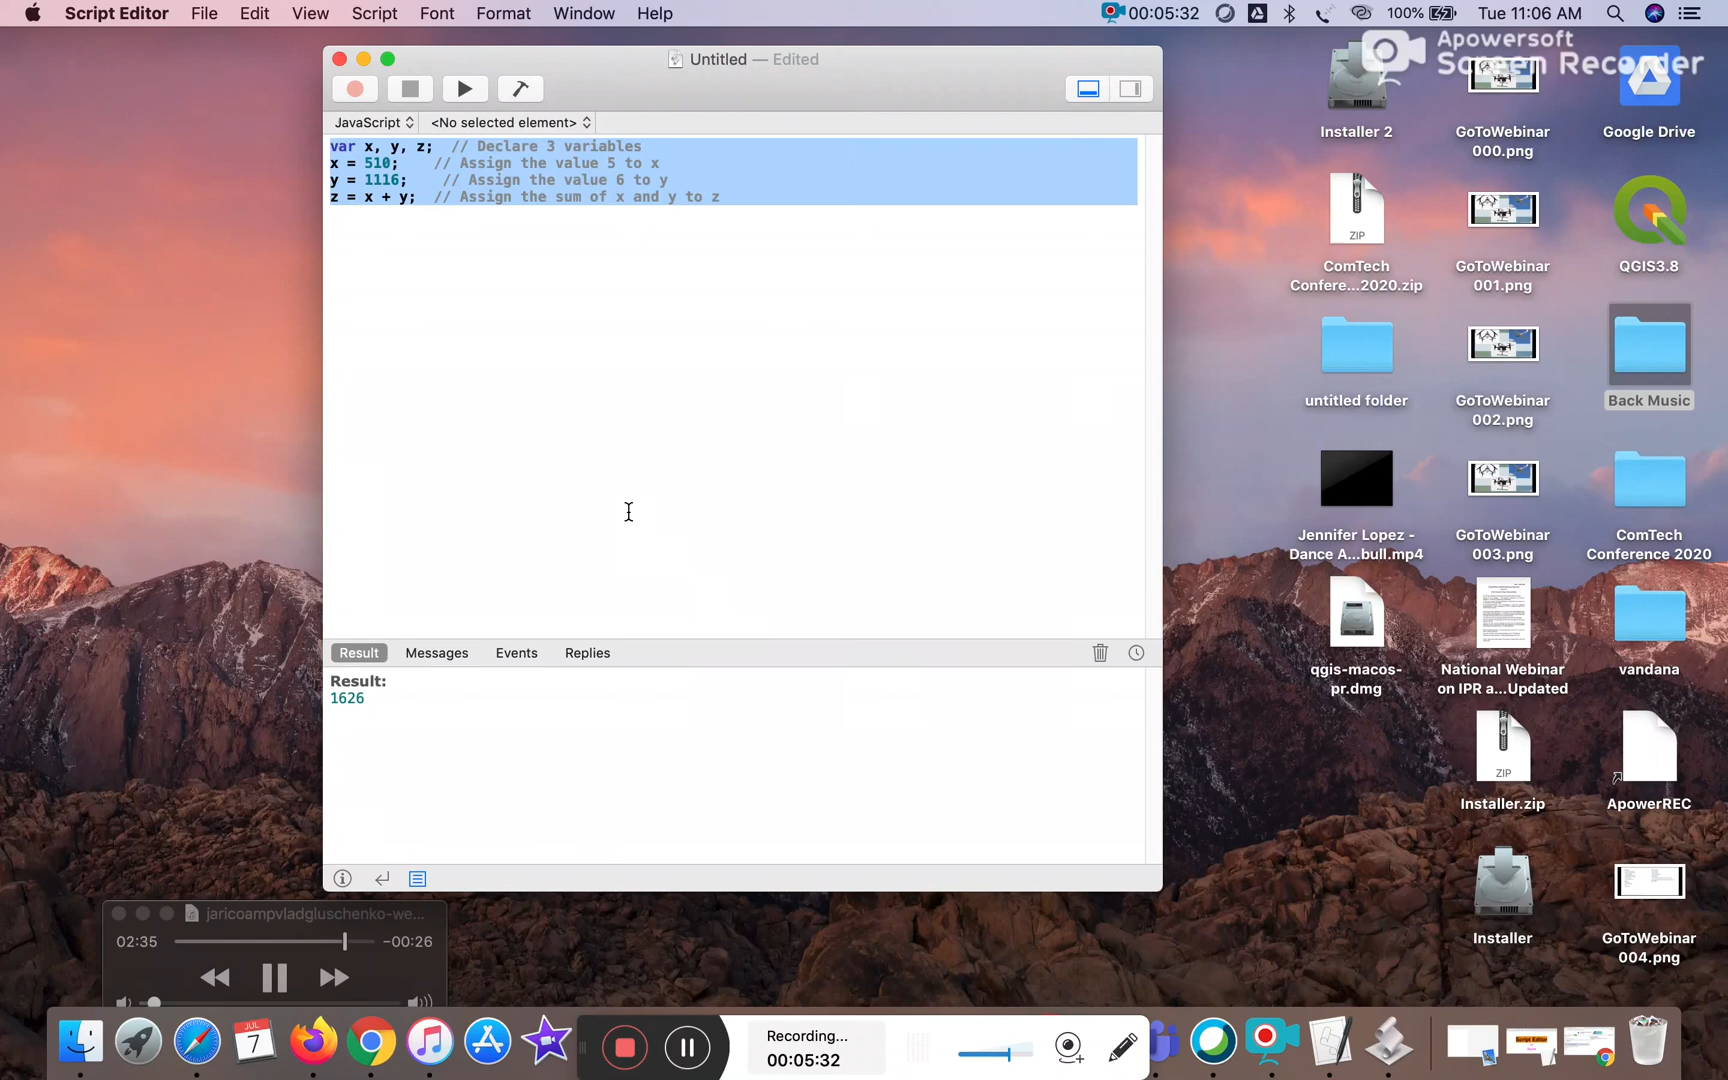 Script Editor File Edit View Script Font Format Window Help 00:05:32 100% Tue 11:06 AM
Apowersoft
Screen Recorder
Untitled — Edited
JavaScript <No selected element>
var x, y, z; // Declare 3 variables
x = 510; // Assign the value 5 to x
y = 1116; // Assign the value 6 to y
z = x + y; // Assign the sum of x and y to z
Result Messages Events Replies
Result:
1626
Installer 2
GoToWebinar
000.png
Google Drive
ZIP
ComTech
Confere...2020.zip
GoToWebinar
001.png
QGIS3.8
untitled folder
GoToWebinar
002.png
Back Music
Jennifer Lopez -
Dance A...bull.mp4
GoToWebinar
003.png
ComTech
Conference 2020
qgis-macos-
pr.dmg
National Webinar
on IPR a...Updated
vandana
ZIP
Installer.zip
ApowerREC
Installer
GoToWebinar
004.png
jaricoampvladgluschenko-we...
02:35 -00:26
JUL
7
Recording...
00:05:32